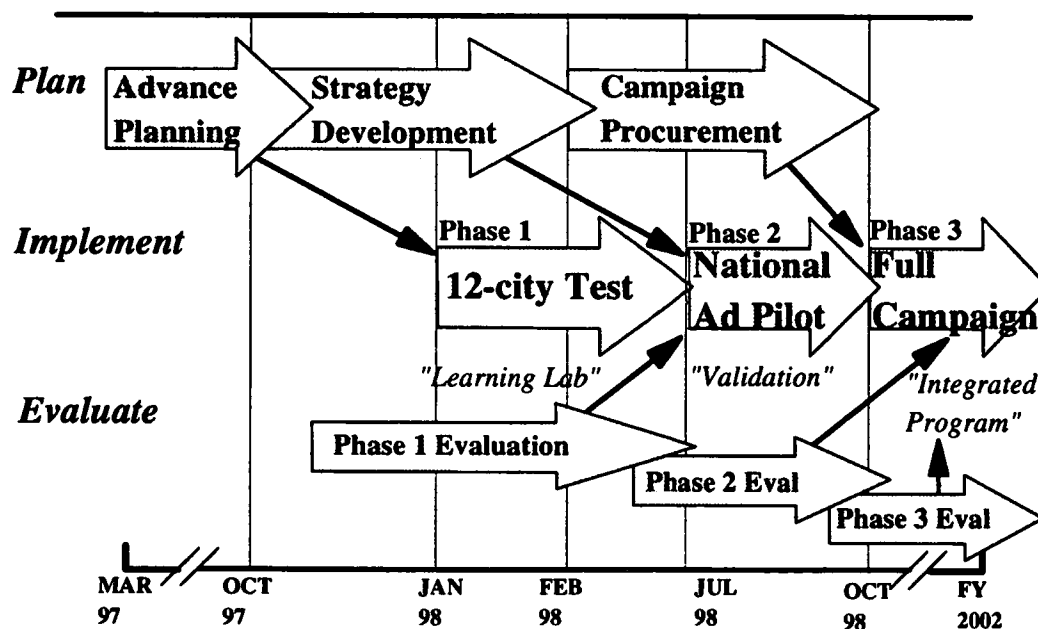 Plan
Advance
Planning
Strategy
Development
Campaign
Procurement
Implement
Phase 1
12-city Test
Phase 2
National
Ad Pilot
Phase 3
Full
Campaign
"Learning Lab"
"Validation"
"Integrated
Program"
Evaluate
Phase 1 Evaluation
Phase 2 Eval
Phase 3 Eval
MAR
97
OCT
97
JAN
98
FEB
98
JUL
98
OCT
98
FY
2002